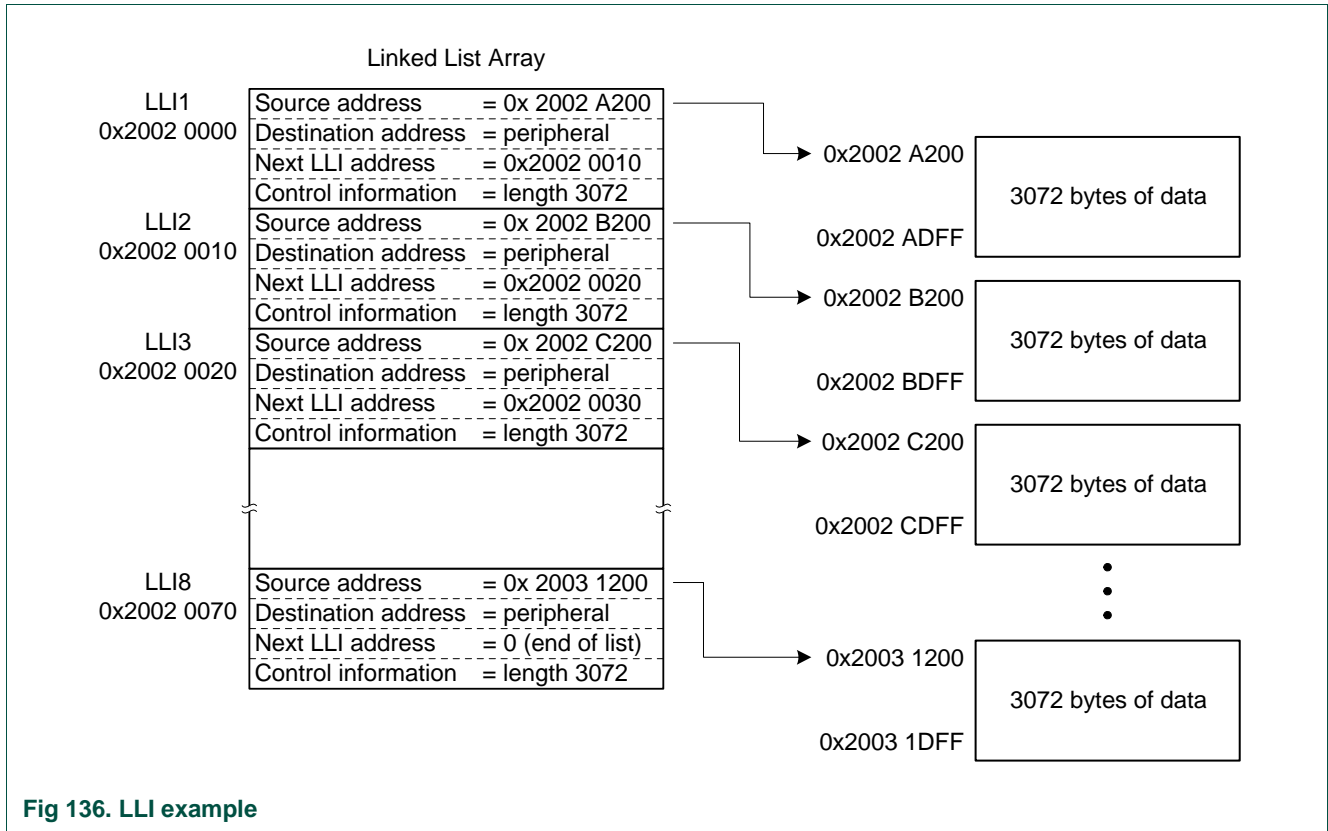 Linked List Array
LLI1
0x2002 0000
Source address = 0x 2002 A200
Destination address = peripheral
Next LLI address = 0x2002 0010
Control information = length 3072
LLI2
0x2002 0010
Source address = 0x 2002 B200
Destination address = peripheral
Next LLI address = 0x2002 0020
Control information = length 3072
LLI3
0x2002 0020
Source address = 0x 2002 C200
Destination address = peripheral
Next LLI address = 0x2002 0030
Control information = length 3072
LLI8
0x2002 0070
Source address = 0x 2003 1200
Destination address = peripheral
Next LLI address = 0 (end of list)
Control information = length 3072
0x2002 A200
3072 bytes of data
0x2002 ADFF
0x2002 B200
3072 bytes of data
0x2002 BDFF
0x2002 C200
3072 bytes of data
0x2002 CDFF
0x2003 1200
3072 bytes of data
0x2003 1DFF
Fig 136. LLI example